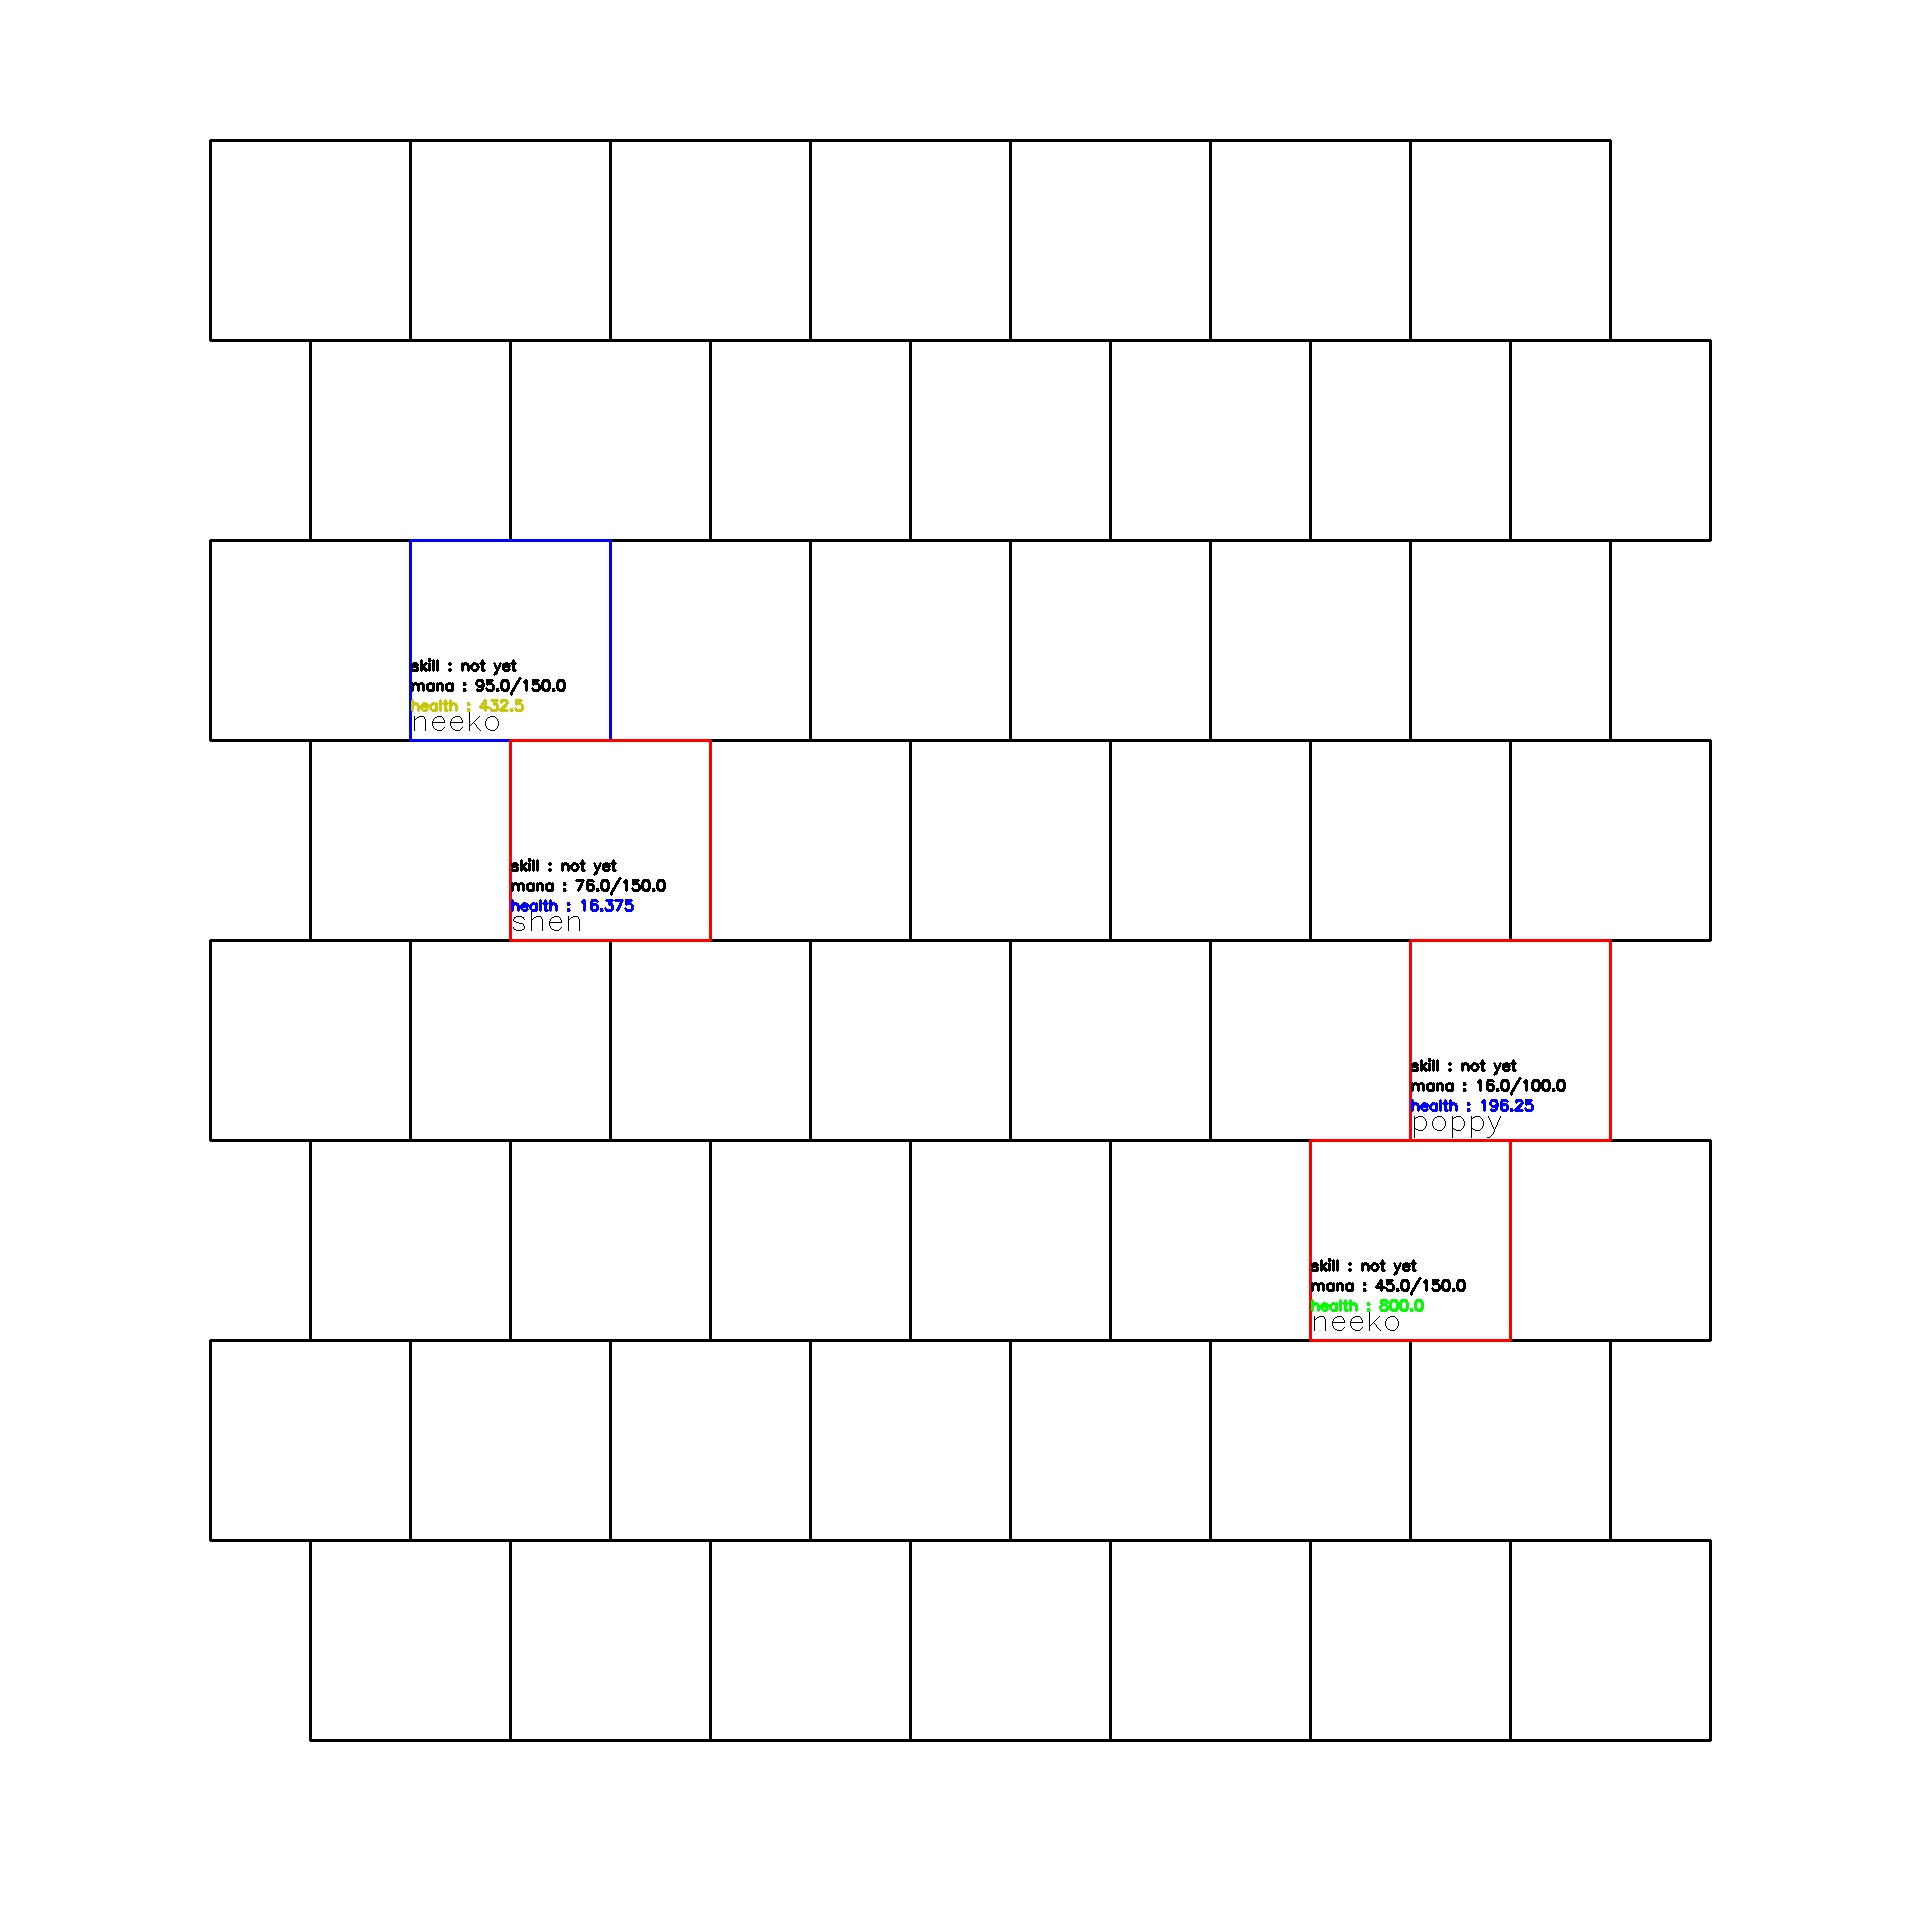 skill : not yet
mana : 95.0/150.0
health : 432.5
neeko
skill : not yet
mana : 76.0/150.0
health : 16.375
shen
skill : not yet
mana : 16.0/100.0
health : 196.25
poppy
skill : not yet
mana : 45.0/150.0
health : 800.0
neeko